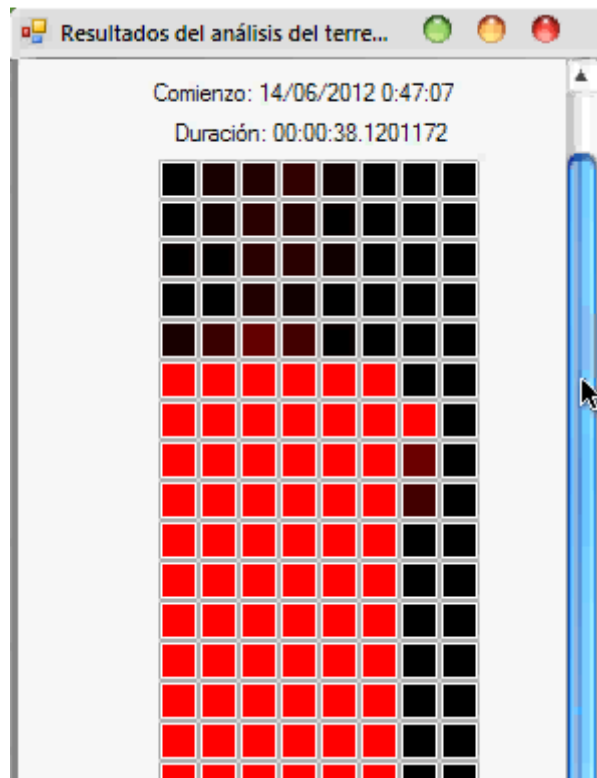 Resultados del análisis del terre...
Comienzo: 14/06/2012 0:47:07
Duración: 00:00:38.1201172